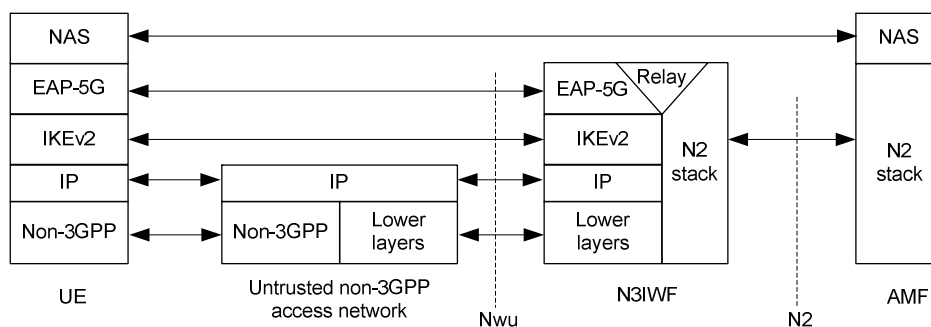 NAS
NAS
EAP-5G
EAP-5G
Relay
IKEv2
IKEv2
N2
stack
N2
stack
IP
IP
IP
Non-3GPP
Non-3GPP
Lower
layers
Lower
layers
UE
Untrusted non-3GPP
access network
Nwu
N3IWF
N2
AMF